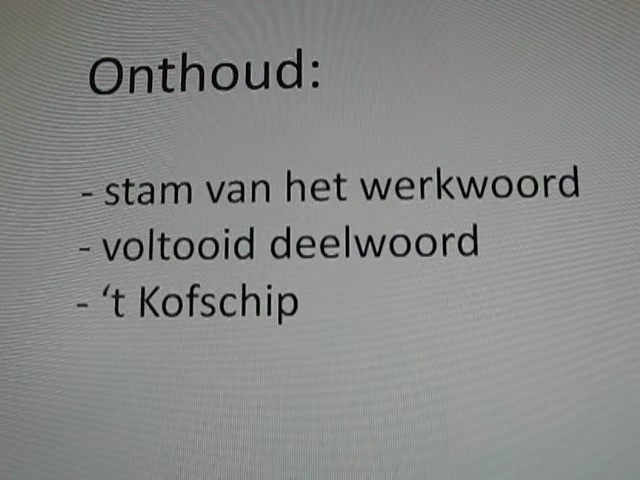 Onthoud:
- stam van het werkwoord
- voltooid deelwoord
- ‘t Kofschip